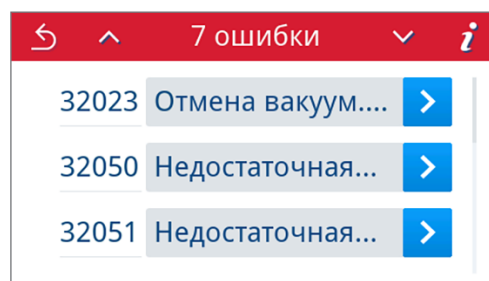 7 ошибки i
32023 Отмена вакуум....
32050 Недостаточная...
32051 Недостаточная...